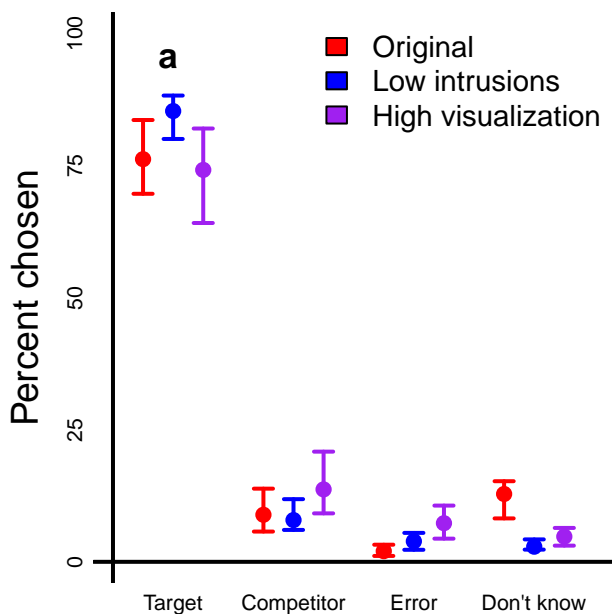 a
Original
Low intrusions
High visualization
Percent chosen
100
75
50
25
0
Target Competitor Error Don't know